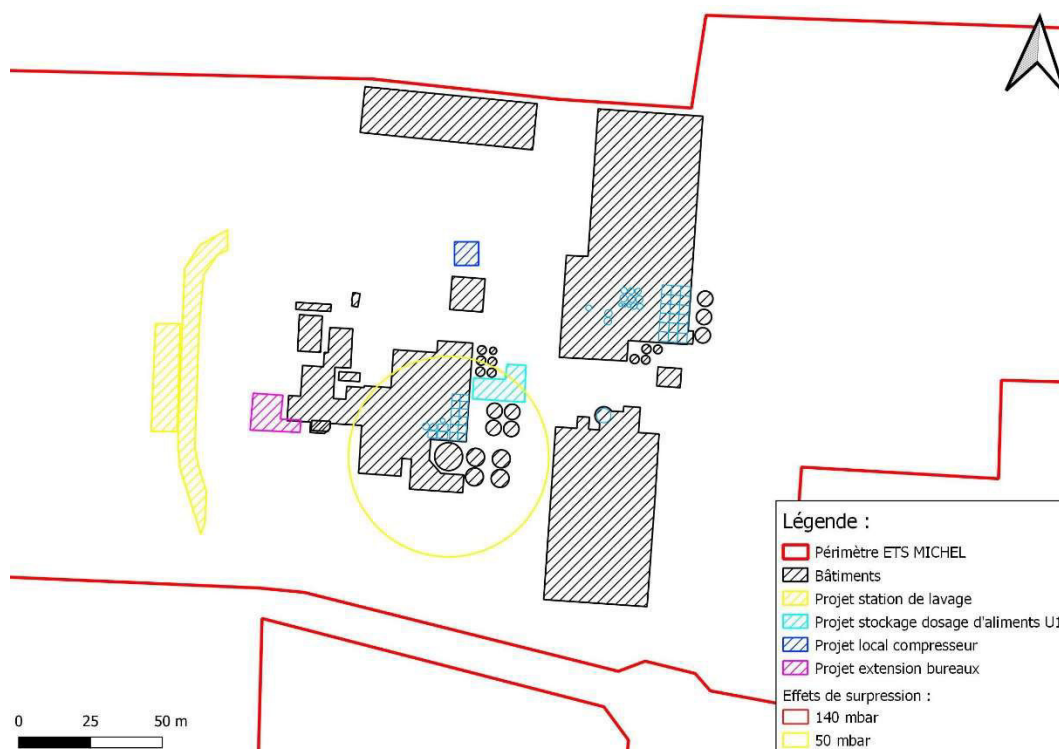 Légende :
Périmètre ETS MICHEL
Bâtiments
Projet station de lavage
Projet stockage dosage d'aliments U1
Projet local compresseur
Projet extension bureaux
Effets de surpression :
140 mbar
50 mbar
0 25 50 m